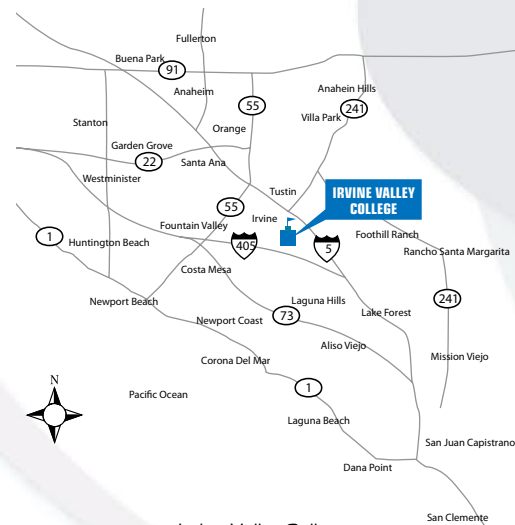 Fullerton
Buena Park
91
Anaheim
Anahein Hills
55
241
Villa Park
Stanton
Orange
Garden Grove
22
Santa Ana
Westminister
Tustin
IRVINE VALLEY
COLLEGE
55
Irvine
Fountain Valley
1
Huntington Beach
405
5
Foothill Ranch
Rancho Santa Margarita
Costa Mesa
Newport Beach
Laguna Hills
241
73
Lake Forest
Newport Coast
Aliso Viejo
Corona Del Mar
Mission Viejo
N
1
Pacific Ocean
Laguna Beach
San Juan Capistrano
Dana Point
San Clemente